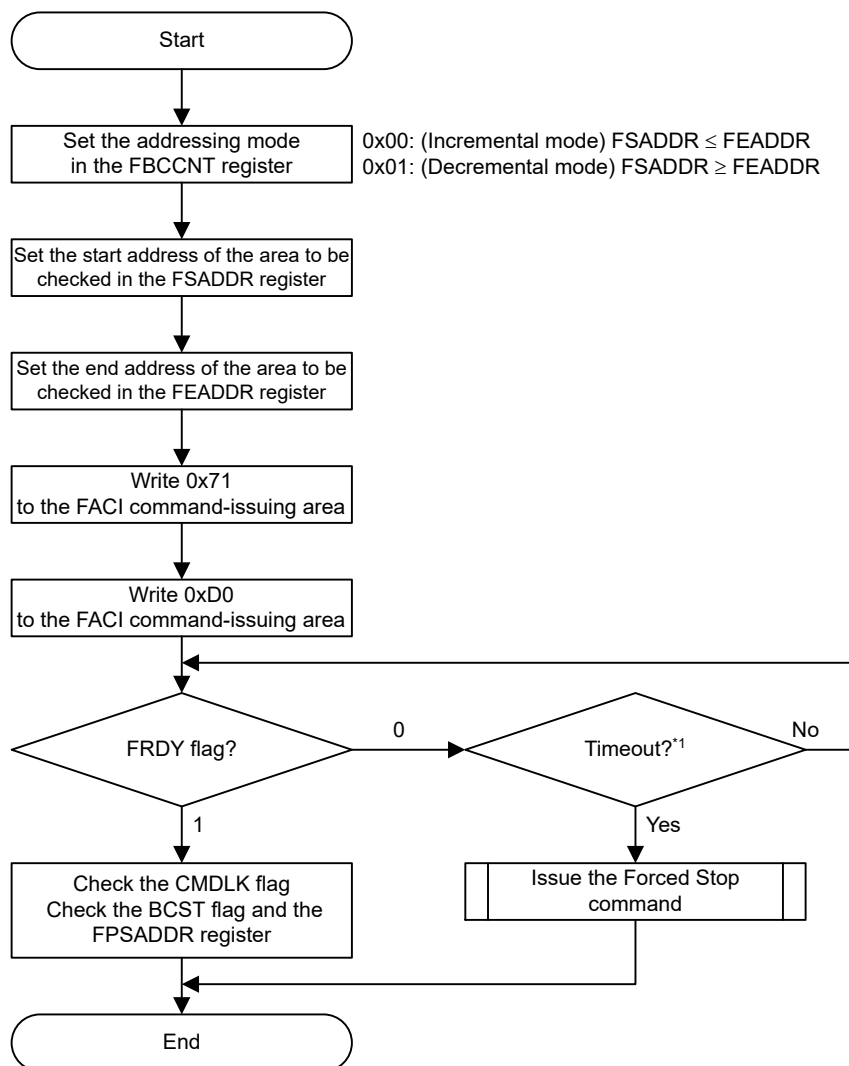 Start
Set the addressing mode
in the FBCCNT register
0x00: (Incremental mode) FSADDR ≤ FEADDR
0x01: (Decremental mode) FSADDR ≥ FEADDR
Set the start address of the area to be
checked in the FSADDR register
Set the end address of the area to be
checked in the FEADDR register
Write 0x71
to the FACI command-issuing area
Write 0xD0
to the FACI command-issuing area
FRDY flag?
0
Timeout?*1
No
1
Yes
Check the CMDLK flag
Check the BCST flag and the
FPSADDR register
Issue the Forced Stop
command
End